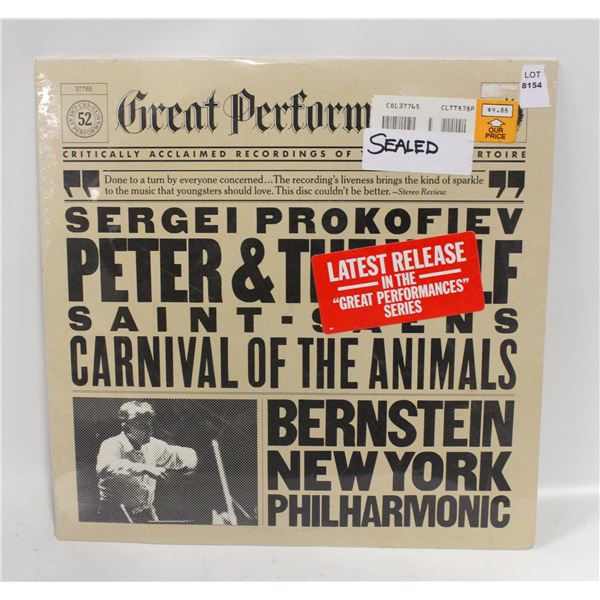 LOT
8154
37765
52
Great Perform
COL37765 CLTT878P
SEALED
$4.88
OUR
PRICE
CRITICALLY ACCLAIMED RECORDINGS OF
Done to a turn by everyone concerned...The recording's liveness brings the kind of sparkle
to the music that youngsters should love. This disc couldn't be better. –Stereo Review
SERGEI PROKOFIEV
PETER & TH LF
LATEST RELEASE
IN THE
"GREAT PERFORMANCES"
SERIES
SAINT-SAENS
CARNIVAL OF THE ANIMALS
BERNSTEIN
NEW YORK
PHILHARMONIC